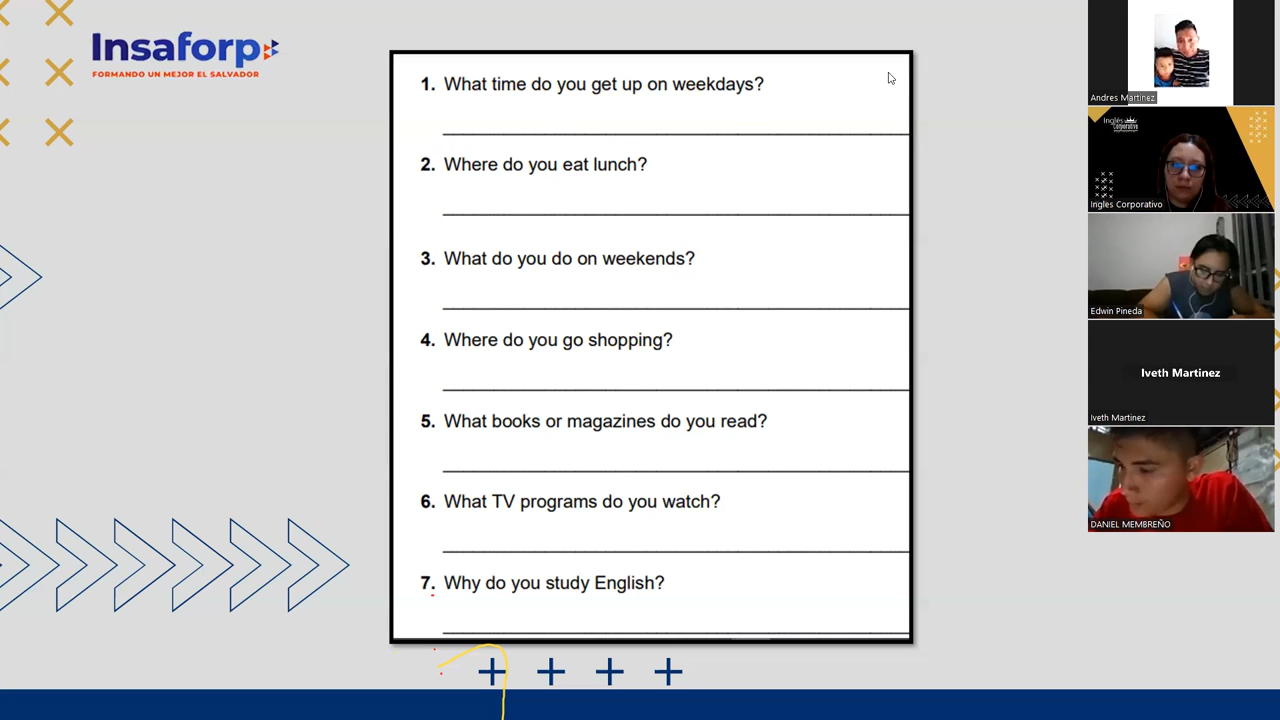 Insaforp
FORMANDO UN MEJOR EL SALVADOR
1. What time do you get up on weekdays?
2. Where do you eat lunch?
3. What do you do on weekends?
4. Where do you go shopping?
5. What books or magazines do you read?
6. What TV programs do you watch?
7. Why do you study English?
Andres Martinez
Inglés
Corporativo
Ingles Corporativo
Edwin Pineda
Iveth Martinez
Iveth Martinez
DANIEL MEMBREÑO